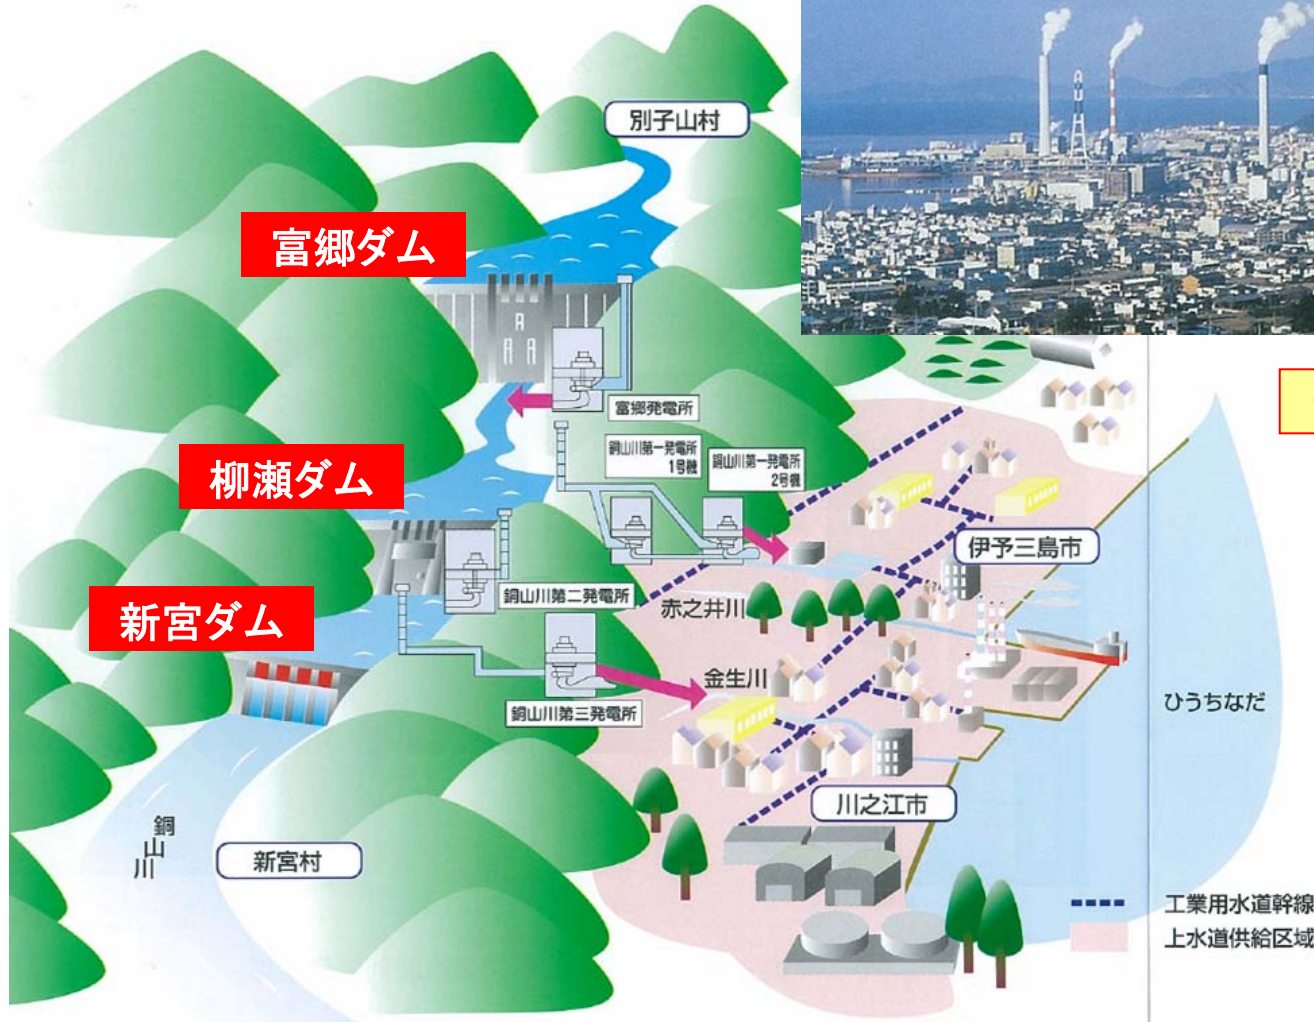 別子山村
富郷ダム
富郷発電所
銅山川第一発電所
1号機
銅山川第一発電所
2号機
柳瀬ダム
伊予三島市
銅山川第二発電所
新宮ダム
赤之井川
金生川
銅山川第三発電所
ひうちなだ
川之江市
銅山川
新宮村
工業用水道幹線
上水道供給区域